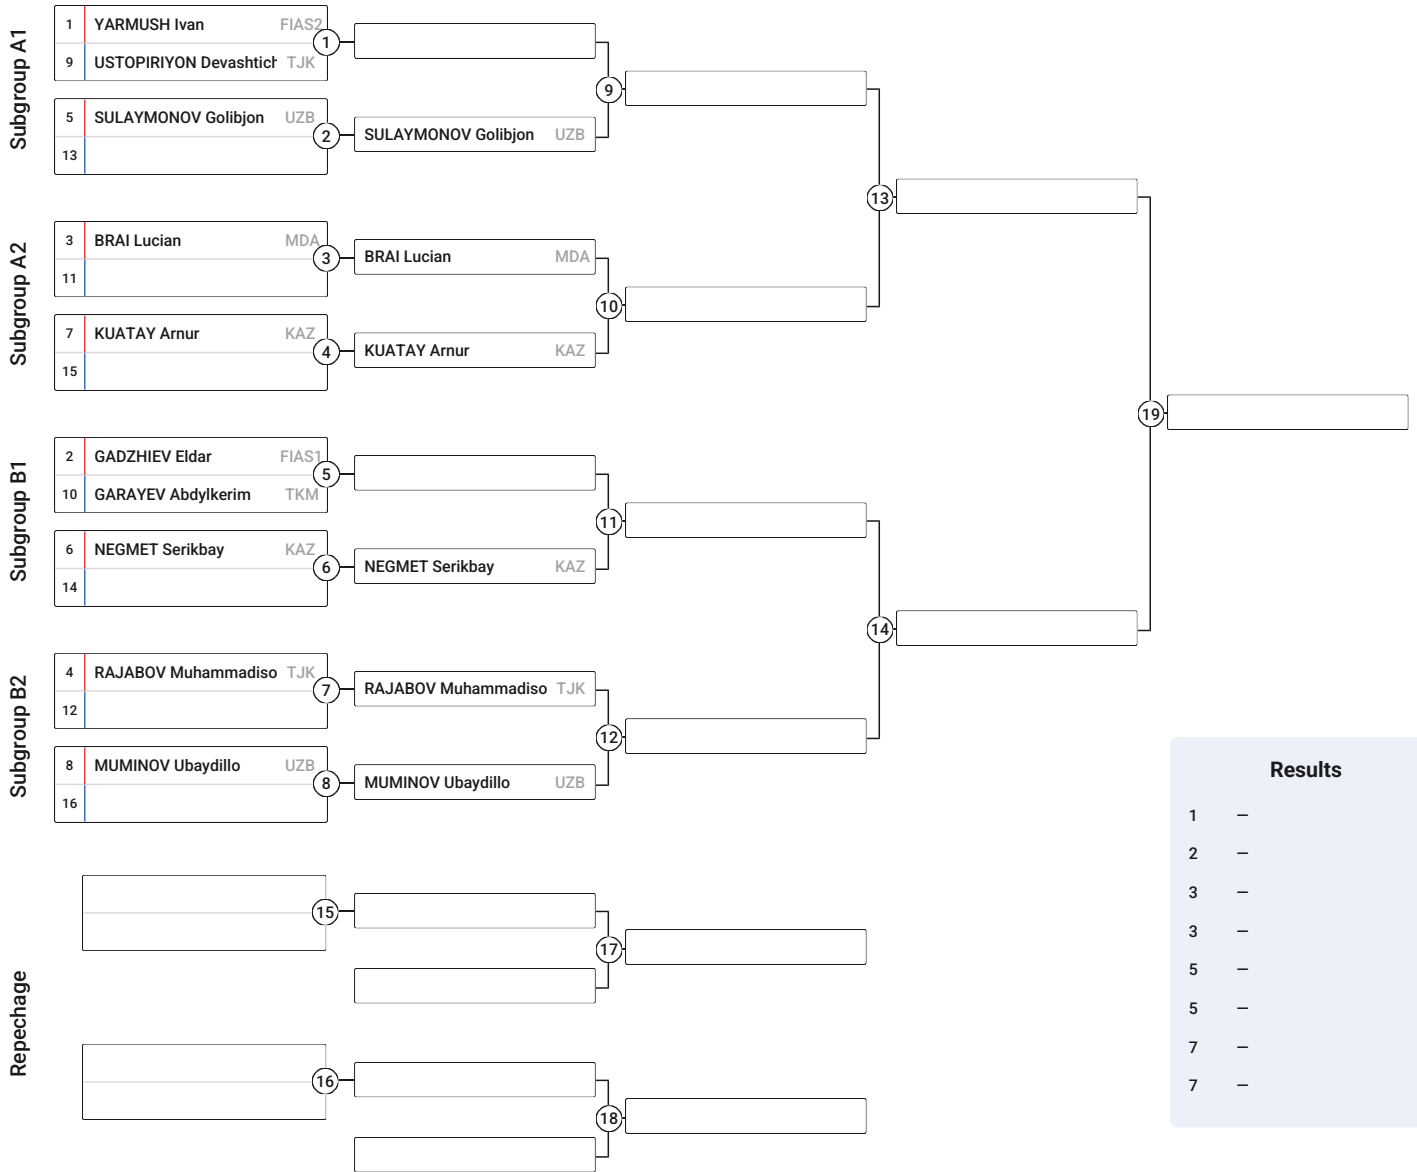 Subgroup A1
1 YARMUSH Ivan FIAS2
9 USTOPIRIYON Devashtich TJK
1
5 SULAYMONOV Golibjon UZB
13
2
SULAYMONOV Golibjon UZB
9
Subgroup A2
3 BRAI Lucian MDA
11
3
BRAI Lucian MDA
7 KUATAY Arnur KAZ
15
4
KUATAY Arnur KAZ
10
13
Subgroup B1
2 GADZHIEV Eldar FIAS1
10 GARAYEV Abdylkerim TKM
5
6 NEGMET Serikbay KAZ
14
6
NEGMET Serikbay KAZ
11
Subgroup B2
4 RAJABOV Muhammadiso TJK
12
7
RAJABOV Muhammadiso TJK
8 MUMINOV Ubaydillo UZB
16
8
MUMINOV Ubaydillo UZB
12
14
19
Repechage
15
17
16
18
Results
1 –
2 –
3 –
3 –
5 –
5 –
7 –
7 –